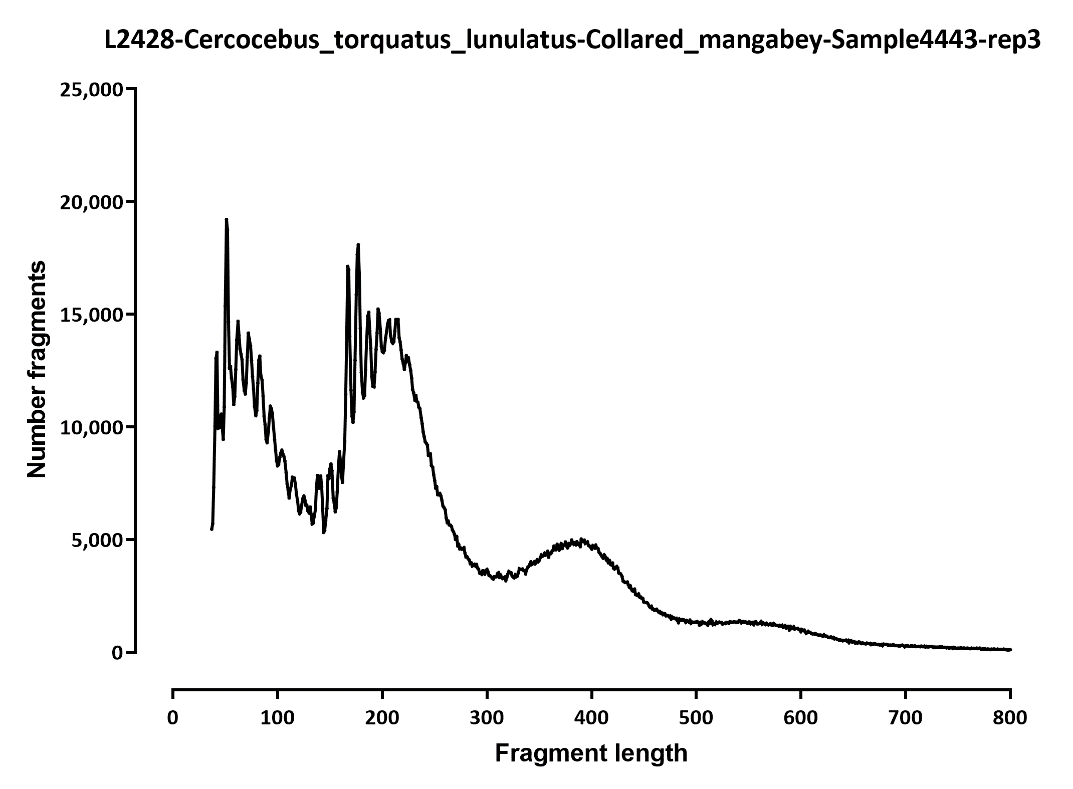 L2428-Cercocebus_torquatus_lunulatus-Collared_mangabey-Sample4443-rep3
25,000
20,000
15,000
10,000
5,000
0
Number fragments
0 100 200 300 400 500 600 700 800
Fragment length